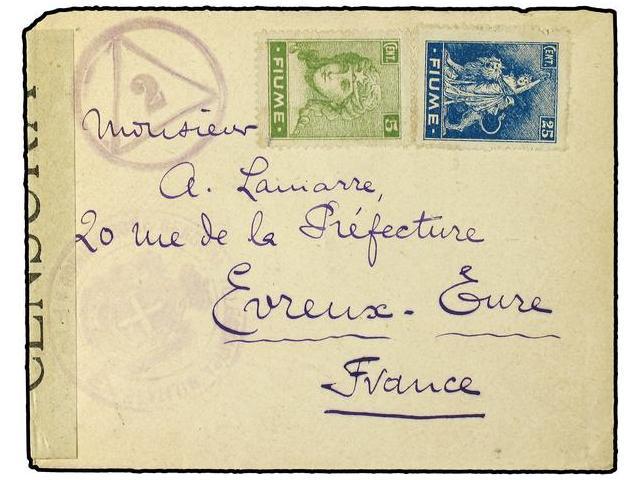 CENSURA
2
CENT.
5
FIUME
CENT.
25
FIUME
Monsieur
A. Lamarre,
20 rue de la Préfecture
Evreux - Eure
France